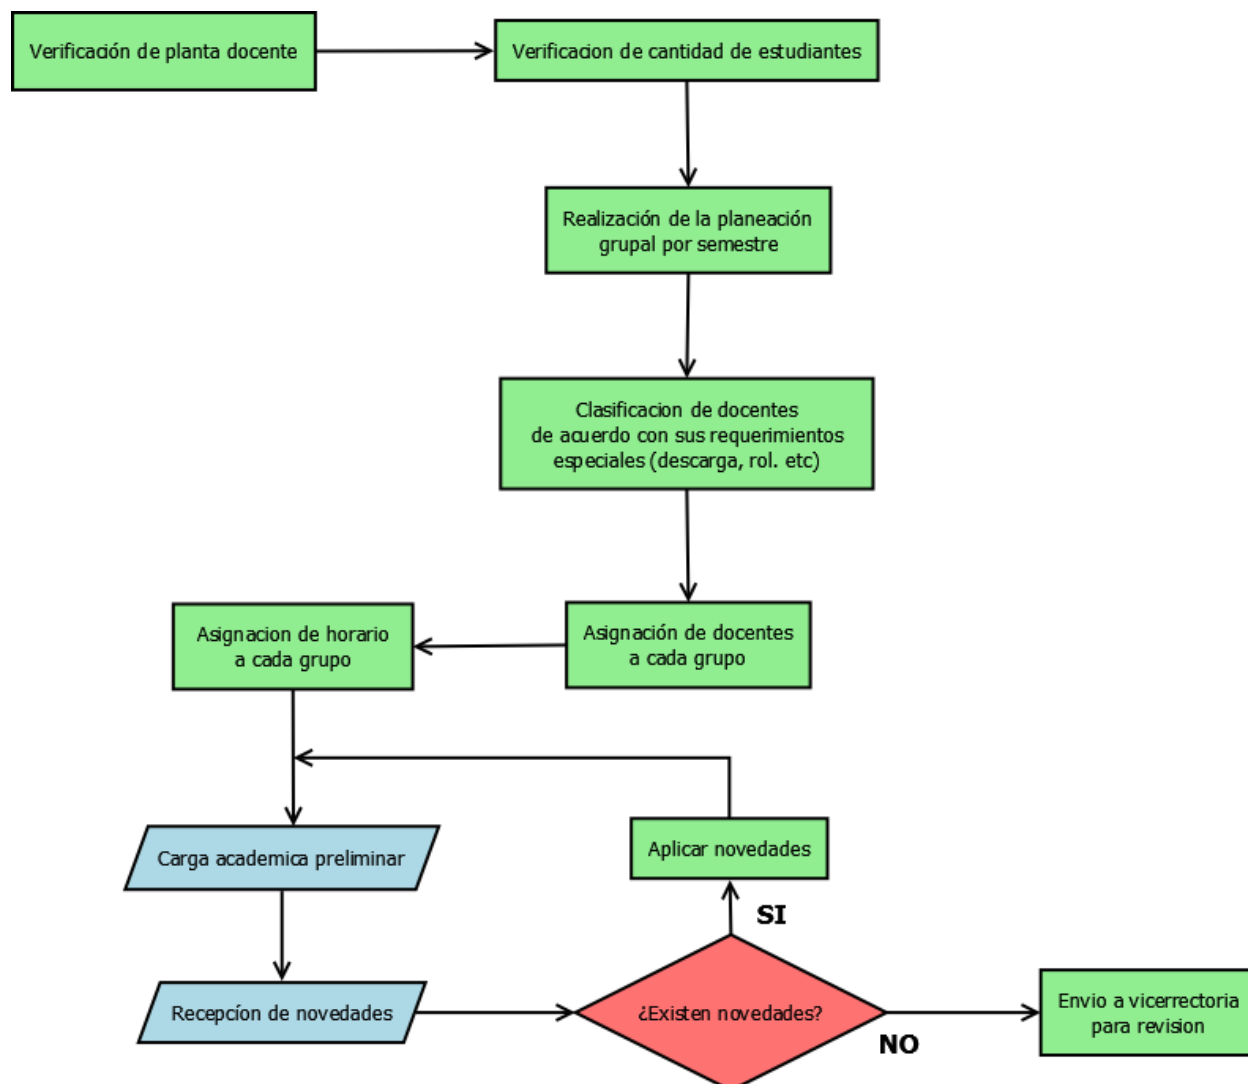 Verificación de planta docente
Verificacion de cantidad de estudiantes
Realización de la planeación
grupal por semestre
Clasificacion de docentes
de acuerdo con sus requerimientos
especiales (descarga, rol. etc)
Asignacion de horario
a cada grupo
Asignación de docentes
a cada grupo
Carga academica preliminar
Aplicar novedades
SI
Recepcíon de novedades
¿Existen novedades?
NO
Envio a vicerrectoria
para revision